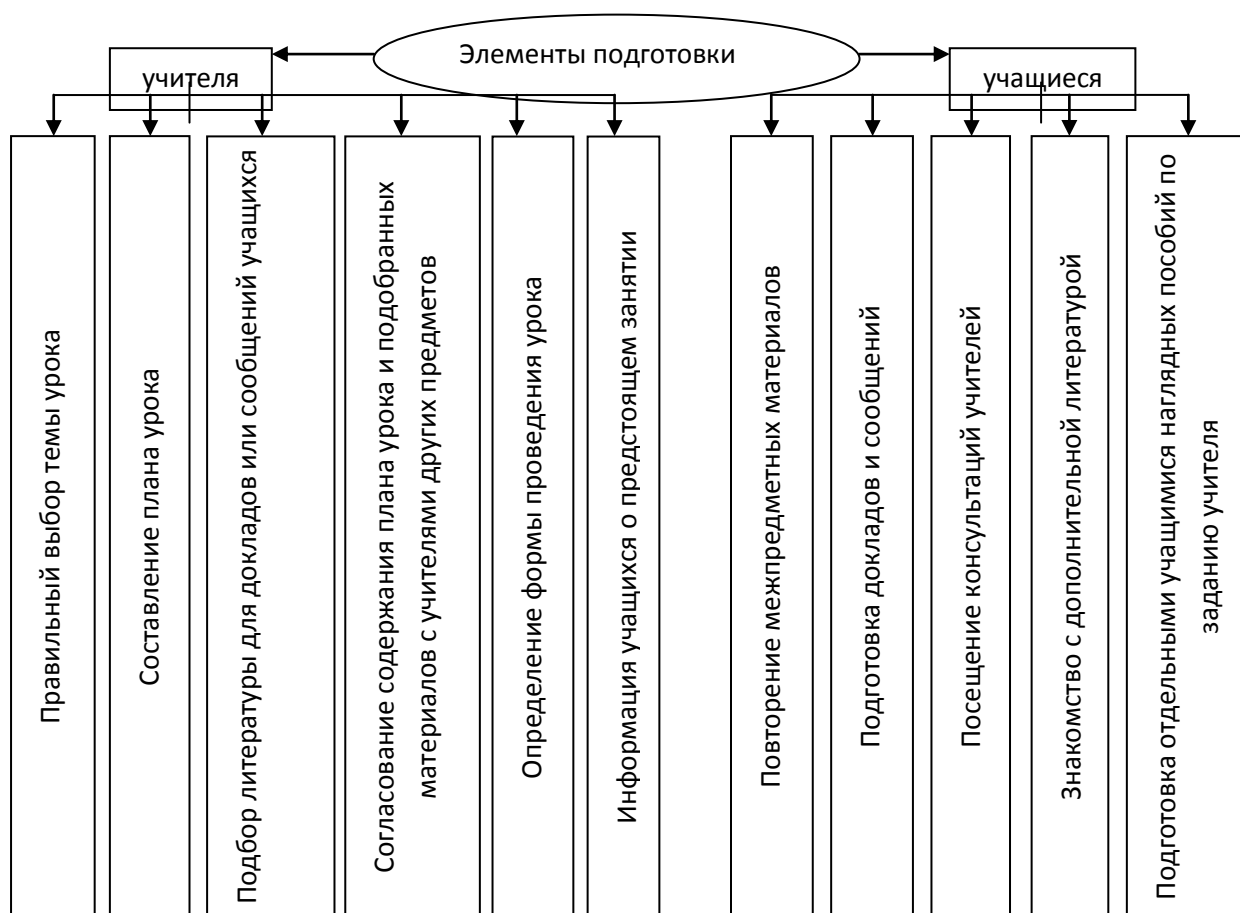 Элементы подготовки
учителя
учащиеся
Правильный выбор темы урока
Составление плана урока
Подбор литературы для докладов или сообщений учащихся
Согласование содержания плана урока и подобранных
материалов с учителями других предметов
Определение формы проведения урока
Информация учащихся о предстоящем занятии
Повторение межпредметных материалов
Подготовка докладов и сообщений
Посещение консультаций учителей
Знакомство с дополнительной литературой
Подготовка отдельными учащимися наглядных пособий по
заданию учителя